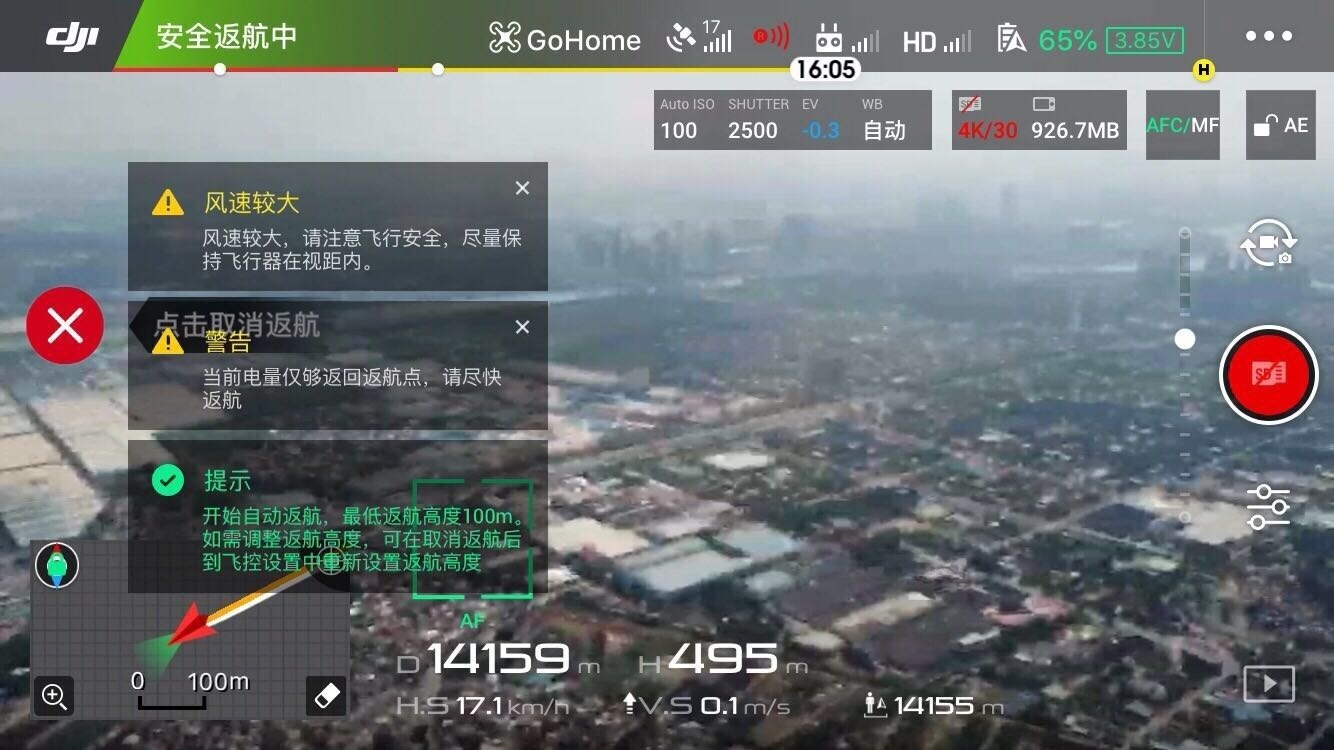 dji 安全返航中 GoHome 17 R HD 65% 3.85V
16:05 H
Auto ISO SHUTTER EV WB
100 2500 -0.3 自动
SD
4K/30 926.7MB
AFC/MF
AE
风速较大
风速较大，请注意飞行安全，尽量保
持飞行器在视距内。
点击取消返航
警告
当前电量仅够返回返航点，请尽快
返航
SD
提示
开始自动返航，最低返航高度100m。
如需调整返航高度，可在取消返航后
到飞控设置中重新设置返航高度
AF
0 100m
D 14159 m H 495 m
H.S 17.1 km/h V.S 0.1 m/s 14155 m